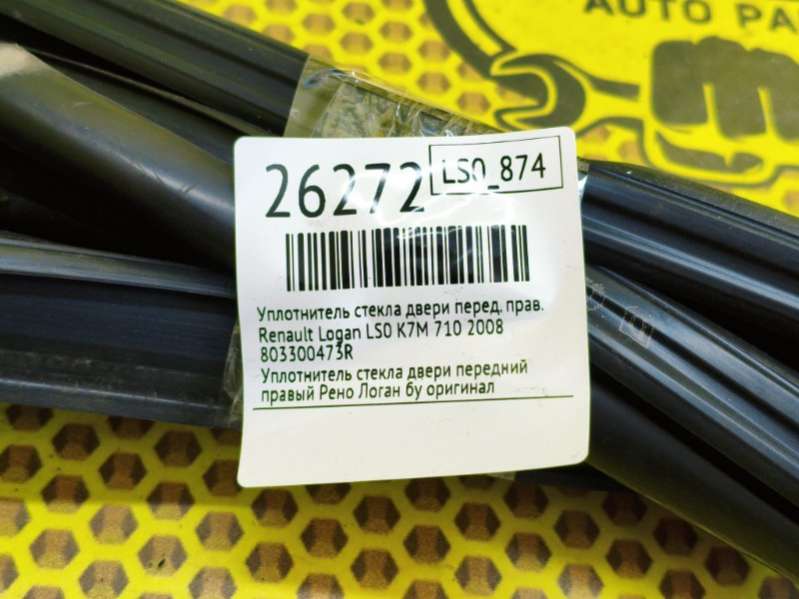 AUTO PA
26272
LS0_874
Уплотнитель стекла двери перед. прав.
Renault Logan LS0 K7M 710 2008
803300473R
Уплотнитель стекла двери передний
правый Рено Логан бу оригинал